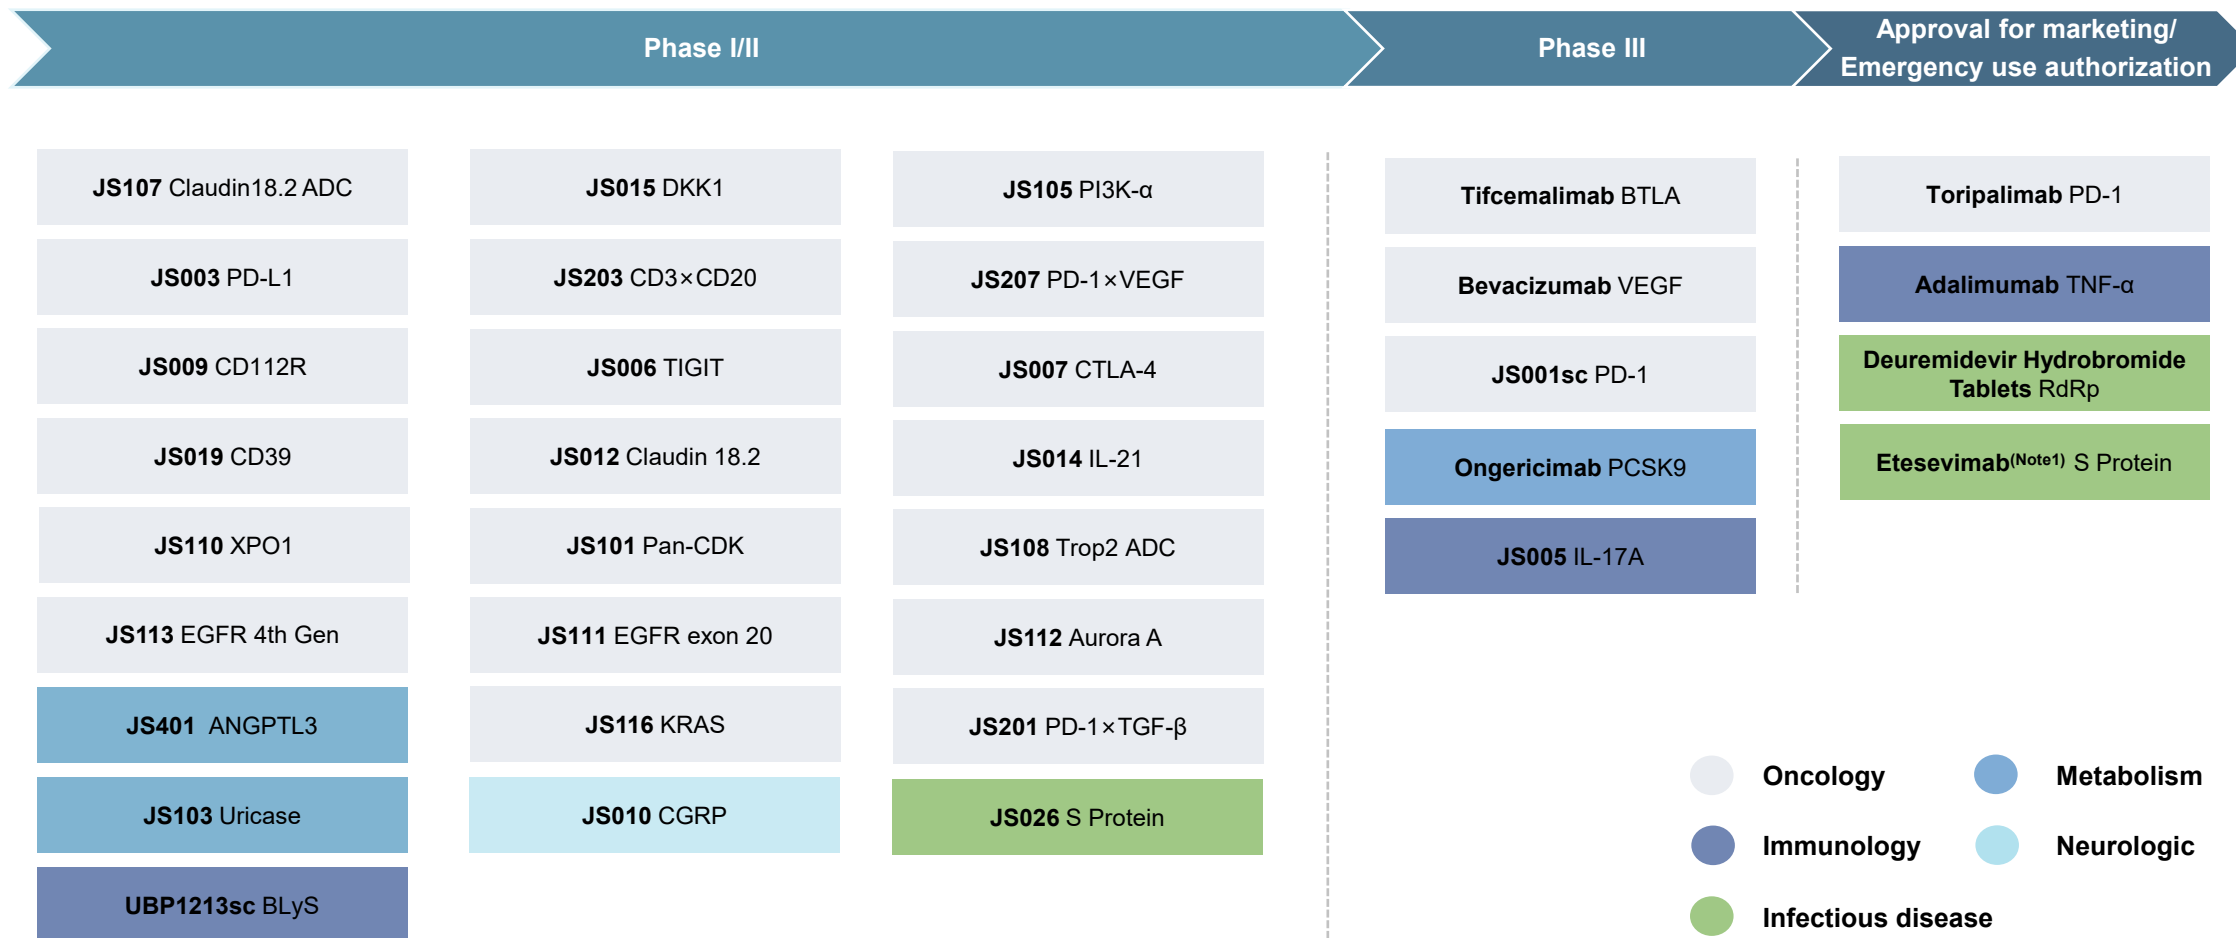 Phase I/II
Phase III
Approval for marketing/
Emergency use authorization
JS107 Claudin18.2 ADC
JS003 PD-L1
JS009 CD112R
JS019 CD39
JS110 XPO1
JS113 EGFR 4th Gen
JS401 ANGPTL3
JS103 Uricase
UBP1213sc BLyS
JS015 DKK1
JS203 CD3×CD20
JS006 TIGIT
JS012 Claudin 18.2
JS101 Pan-CDK
JS111 EGFR exon 20
JS116 KRAS
JS010 CGRP
JS105 PI3K-α
JS207 PD-1×VEGF
JS007 CTLA-4
JS014 IL-21
JS108 Trop2 ADC
JS112 Aurora A
JS201 PD-1×TGF-β
JS026 S Protein
Tifcemalimab BTLA
Bevacizumab VEGF
JS001sc PD-1
Ongericimab PCSK9
JS005 IL-17A
Toripalimab PD-1
Adalimumab TNF-α
Deuremidevir Hydrobromide
Tablets RdRp
Etesevimab(Note1) S Protein
Oncology
Metabolism
Immunology
Neurologic
Infectious disease